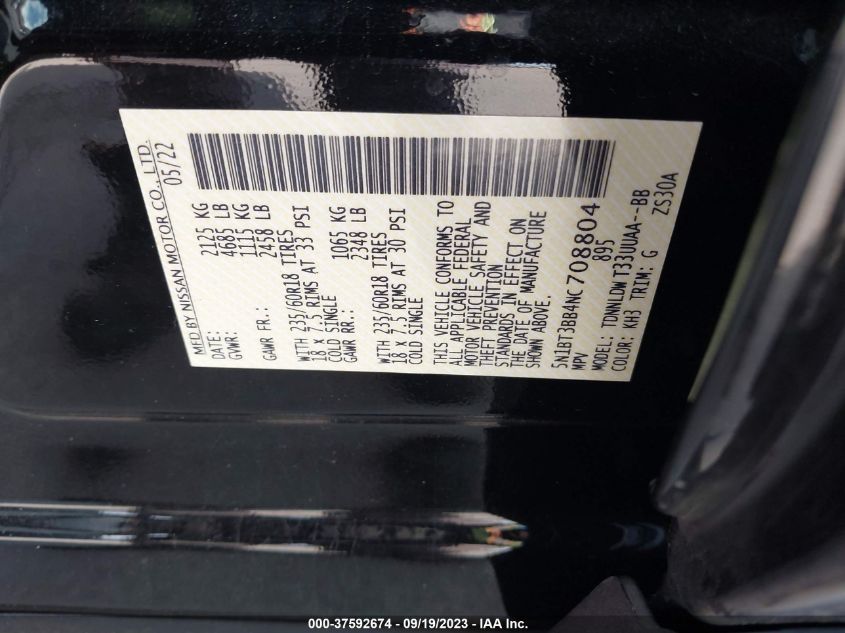 MFD BY NISSAN MOTOR CO., LTD.
DATE: 05/22
GVWR: 2125 KG
4685 LB
GAWR FR.: 1115 KG
2458 LB
WITH 235/60R18 TIRES
18 X 7.5 RIMS AT 33 PSI
COLD SINGLE
GAWR RR.: 1065 KG
2348 LB
WITH 235/60R18 TIRES
18 X 7.5 RIMS AT 30 PSI
COLD SINGLE
THIS VEHICLE CONFORMS TO
ALL APPLICABLE FEDERAL
MOTOR VEHICLE SAFETY AND
THEFT PREVENTION
STANDARDS IN EFFECT ON
THE DATE OF MANUFACTURE
SHOWN ABOVE.
5N1BT3BB4NC708804
MPV 895
MODEL: TDNNLDW T33UUAA--BB
COLOR: KH3 TRIM: G ZS30A
000-37592674 - 09/19/2023 - IAA Inc.